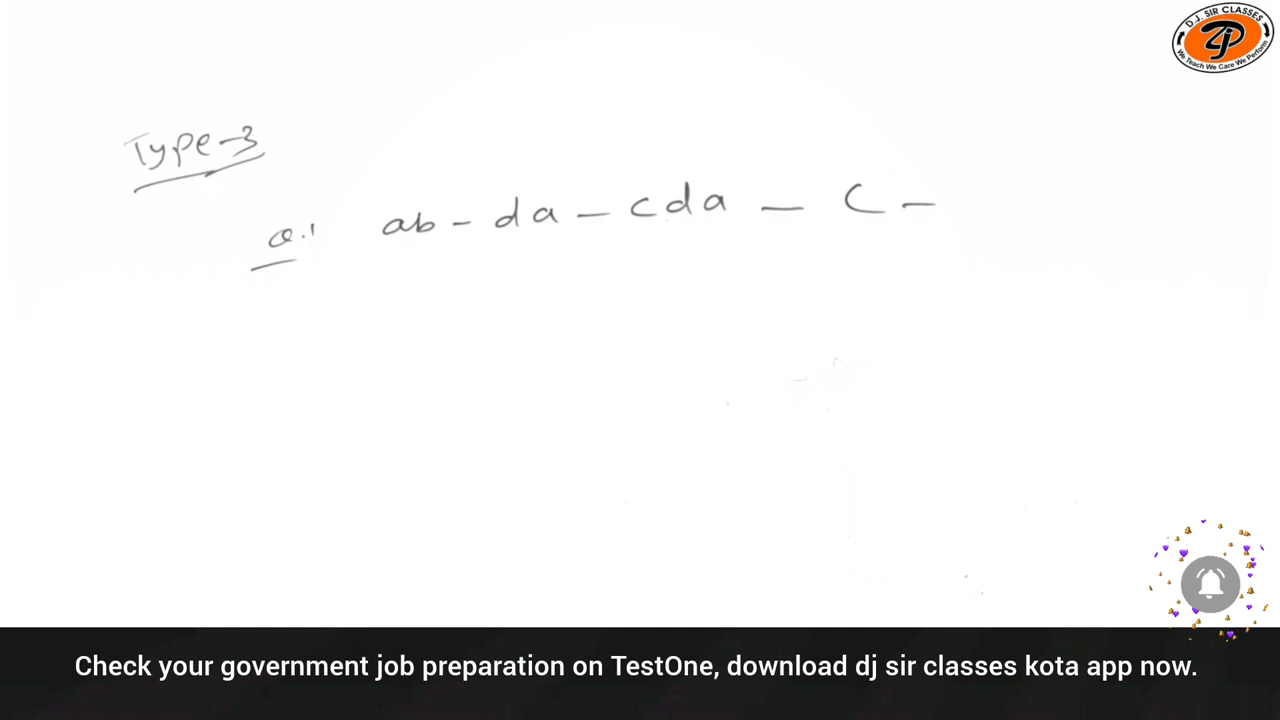 D.J. SIR CLASSES
We Teach We Care We Perform
Type-3
Q.1 ab - da - cda - c -
Check your government job preparation on TestOne, download dj sir classes kota app now.